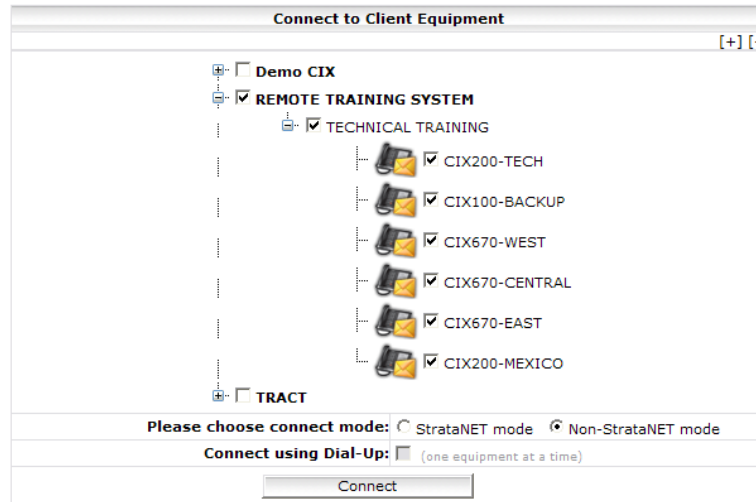 Connect to Client Equipment
[+] [-
Demo CIX
REMOTE TRAINING SYSTEM
TECHNICAL TRAINING
CIX200-TECH
CIX100-BACKUP
CIX670-WEST
CIX670-CENTRAL
CIX670-EAST
CIX200-MEXICO
TRACT
Please choose connect mode: StrataNET mode Non-StrataNET mode
Connect using Dial-Up: (one equipment at a time)
Connect